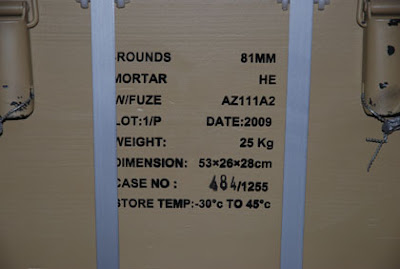 ROUNDS 81MM
MORTAR HE
W/FUZE AZ111A2
LOT:1/P DATE:2009
WEIGHT: 25 Kg
DIMENSION: 53×26×28cm
CASE NO : 484/1255
STORE TEMP:-30°c TO 45°c